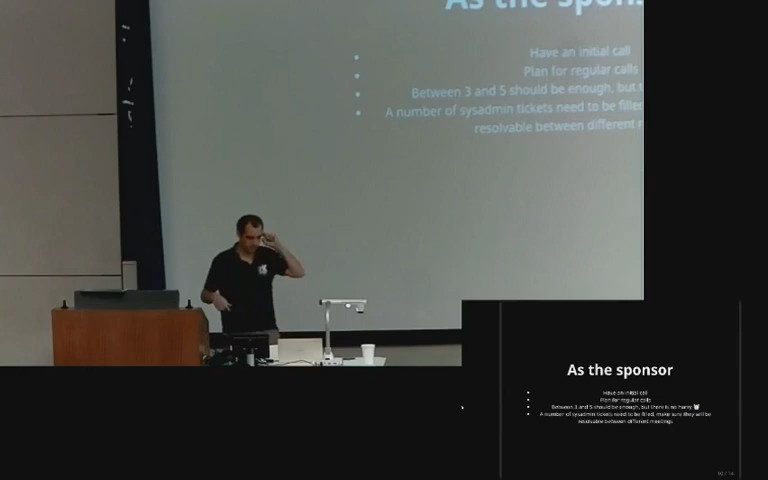 As the spons
Have an initial call
Plan for regular calls
Between 3 and 5 should be enough, but t
A number of sysadmin tickets need to be filled
resolvable between different
As the sponsor
Have an initial call
Plan for regular calls
Between 3 and 5 should be enough, but there is no hurry
A number of sysadmin tickets need to be filled, make sure they will be
resolvable between different meetings